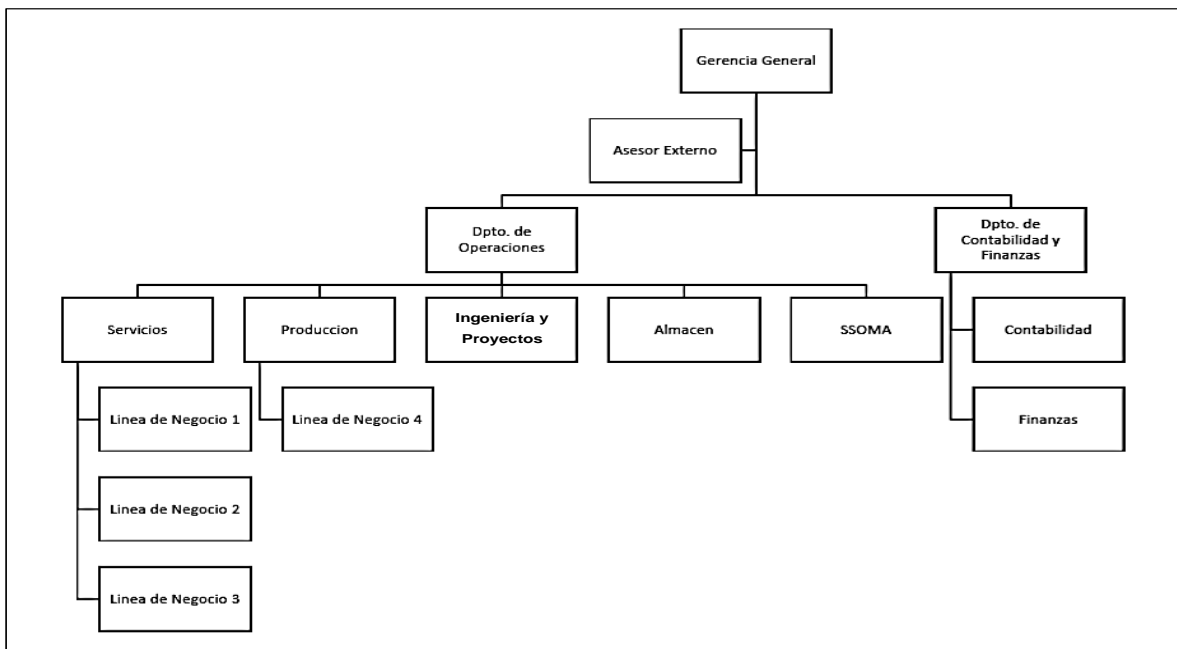 Gerencia General
Asesor Externo
Dpto. de
Operaciones
Dpto. de
Contabilidad y
Finanzas
Servicios
Produccion
Ingeniería y
Proyectos
Almacen
SSOMA
Contabilidad
Linea de Negocio 1
Linea de Negocio 4
Finanzas
Linea de Negocio 2
Linea de Negocio 3